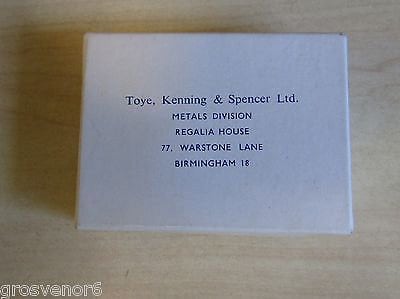 Toye, Kenning & Spencer Ltd.
METALS DIVISION
REGALIA HOUSE
77, WARSTONE LANE
BIRMINGHAM 18
grosvenor6